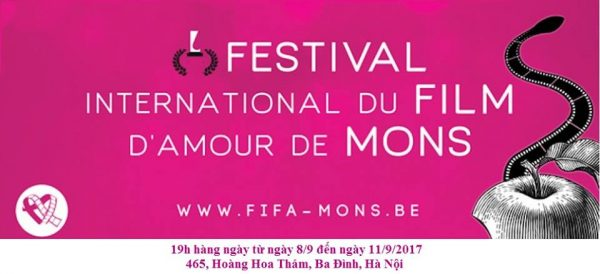 FESTIVAL
INTERNATIONAL DU FILM
D'AMOUR DE MONS
WWW.FIFA-MONS.BE
19h hàng ngày từ ngày 8/9 đến ngày 11/9/2017
465, Hoàng Hoa Thám, Ba Đình, Hà Nội